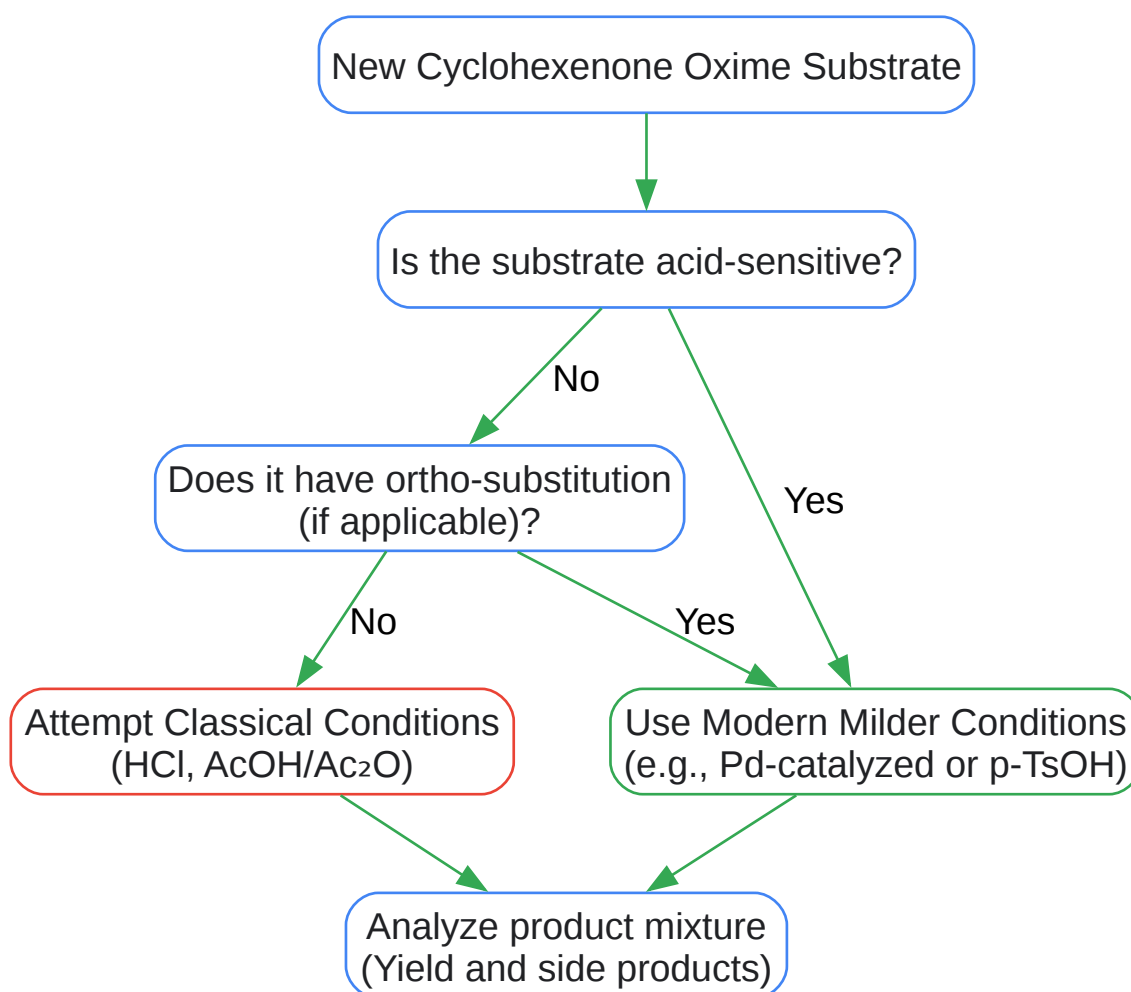 New Cyclohexenone Oxime Substrate
Is the substrate acid-sensitive?
No
Does it have ortho-substitution
(if applicable)?
Yes
No
Yes
Attempt Classical Conditions
(HCl, AcOH/Ac₂O)
Use Modern Milder Conditions
(e.g., Pd-catalyzed or p-TsOH)
Analyze product mixture
(Yield and side products)